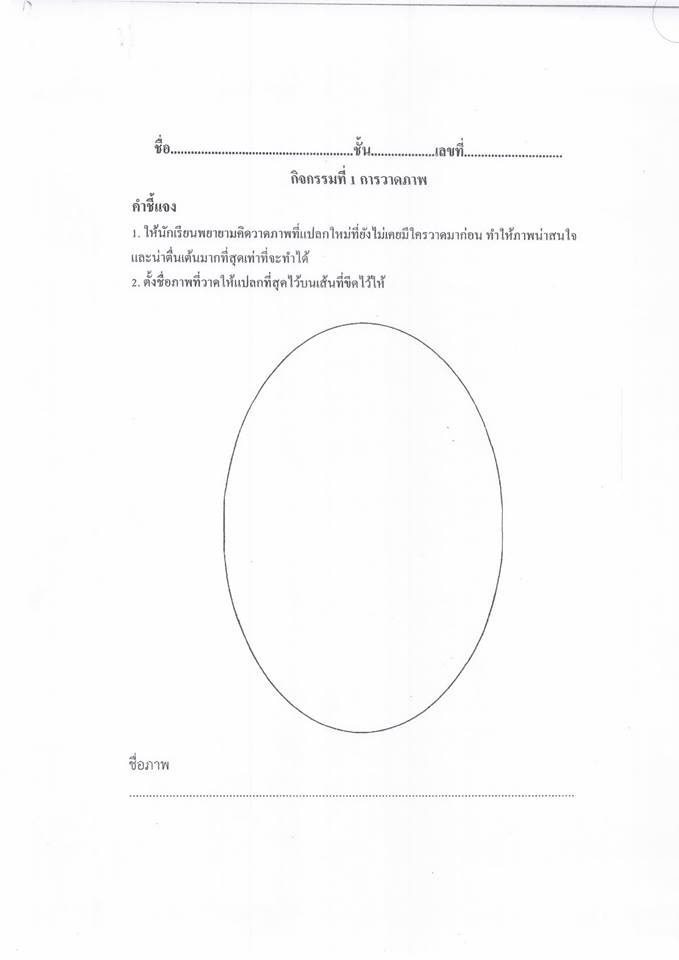 ชื่อ.....................................................ชั้น...................เลขที่.............................
กิจกรรมที่ 1 การวาดภาพ
คำชี้แจง
1. ให้นักเรียนพยายามคิดวาดภาพที่แปลกใหม่ที่ยังไม่เคยมีใครวาดมาก่อน ทำให้ภาพน่าสนใจ
และน่าตื่นเต้นมากที่สุดเท่าที่จะทำได้
2. ตั้งชื่อภาพที่วาดให้แปลกที่สุดไว้บนเส้นที่ขีดไว้ให้
ชื่อภาพ